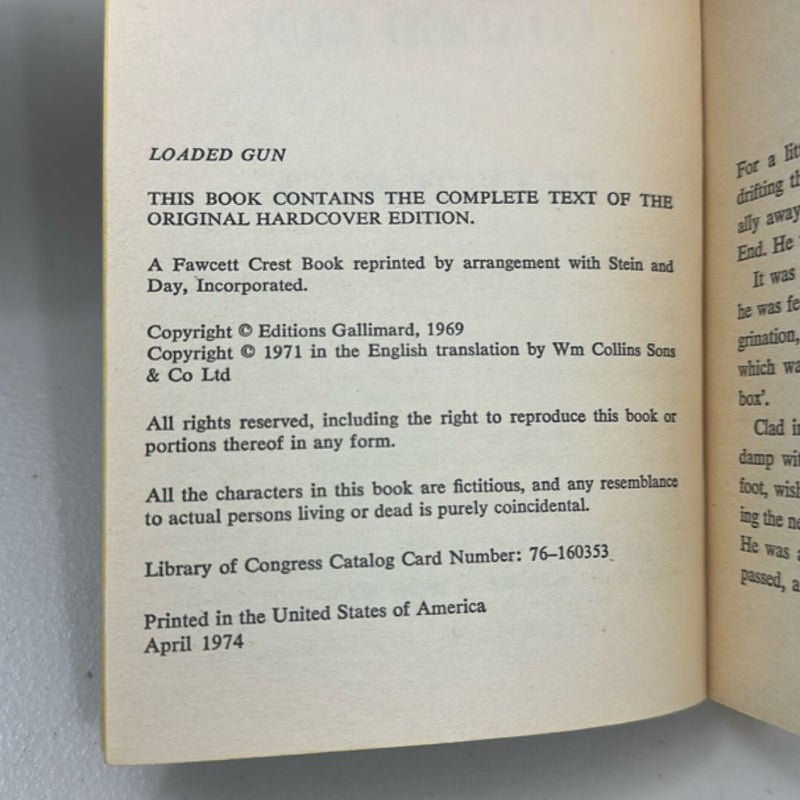 LOADED GUN
THIS BOOK CONTAINS THE COMPLETE TEXT OF THE
ORIGINAL HARDCOVER EDITION.
A Fawcett Crest Book reprinted by arrangement with Stein and
Day, Incorporated.
Copyright © Editions Gallimard, 1969
Copyright © 1971 in the English translation by Wm Collins Sons
& Co Ltd
All rights reserved, including the right to reproduce this book or
portions thereof in any form.
All the characters in this book are fictitious, and any resemblance
to actual persons living or dead is purely coincidental.
Library of Congress Catalog Card Number: 76-160353
Printed in the United States of America
April 1974
For a
drifting
ally away
End. He
It was
he was
grination,
which
box'.
Clad
damp
foot,
ing the
He was
passed,